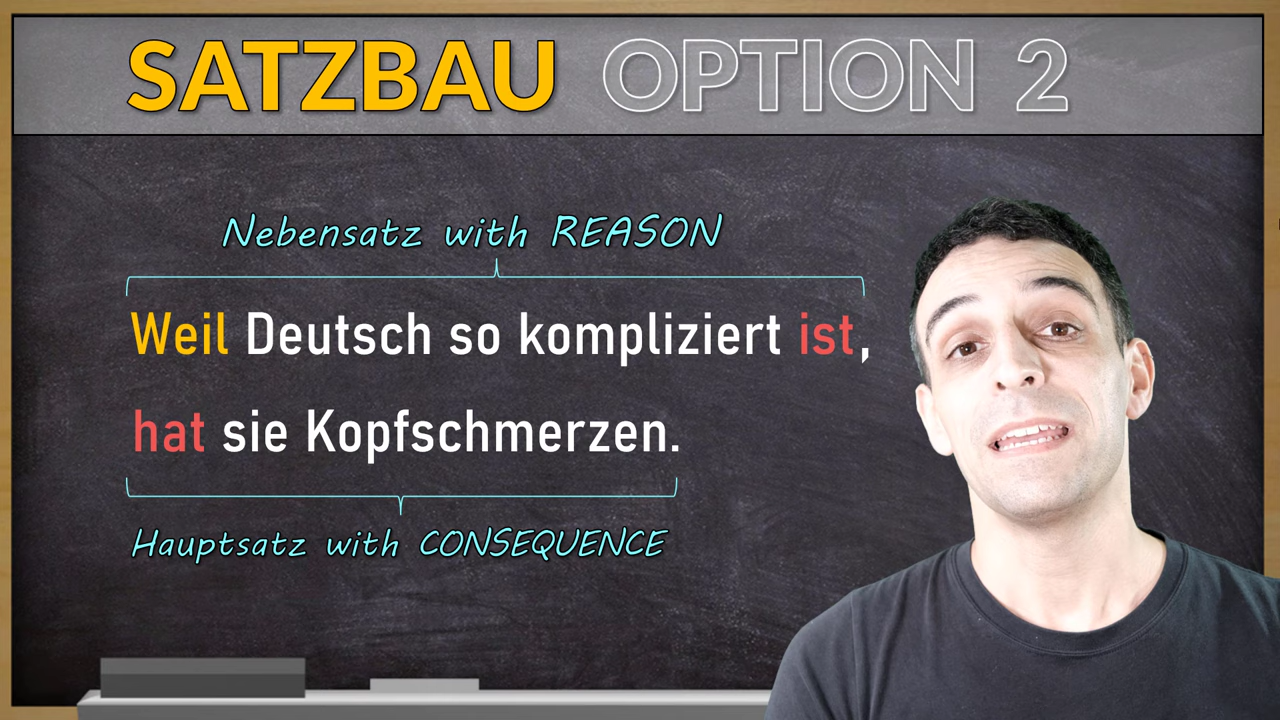 SATZBAU OPTION 2
Nebensatz with REASON
Weil Deutsch so kompliziert ist,
hat sie Kopfschmerzen.
Hauptsatz with CONSEQUENCE